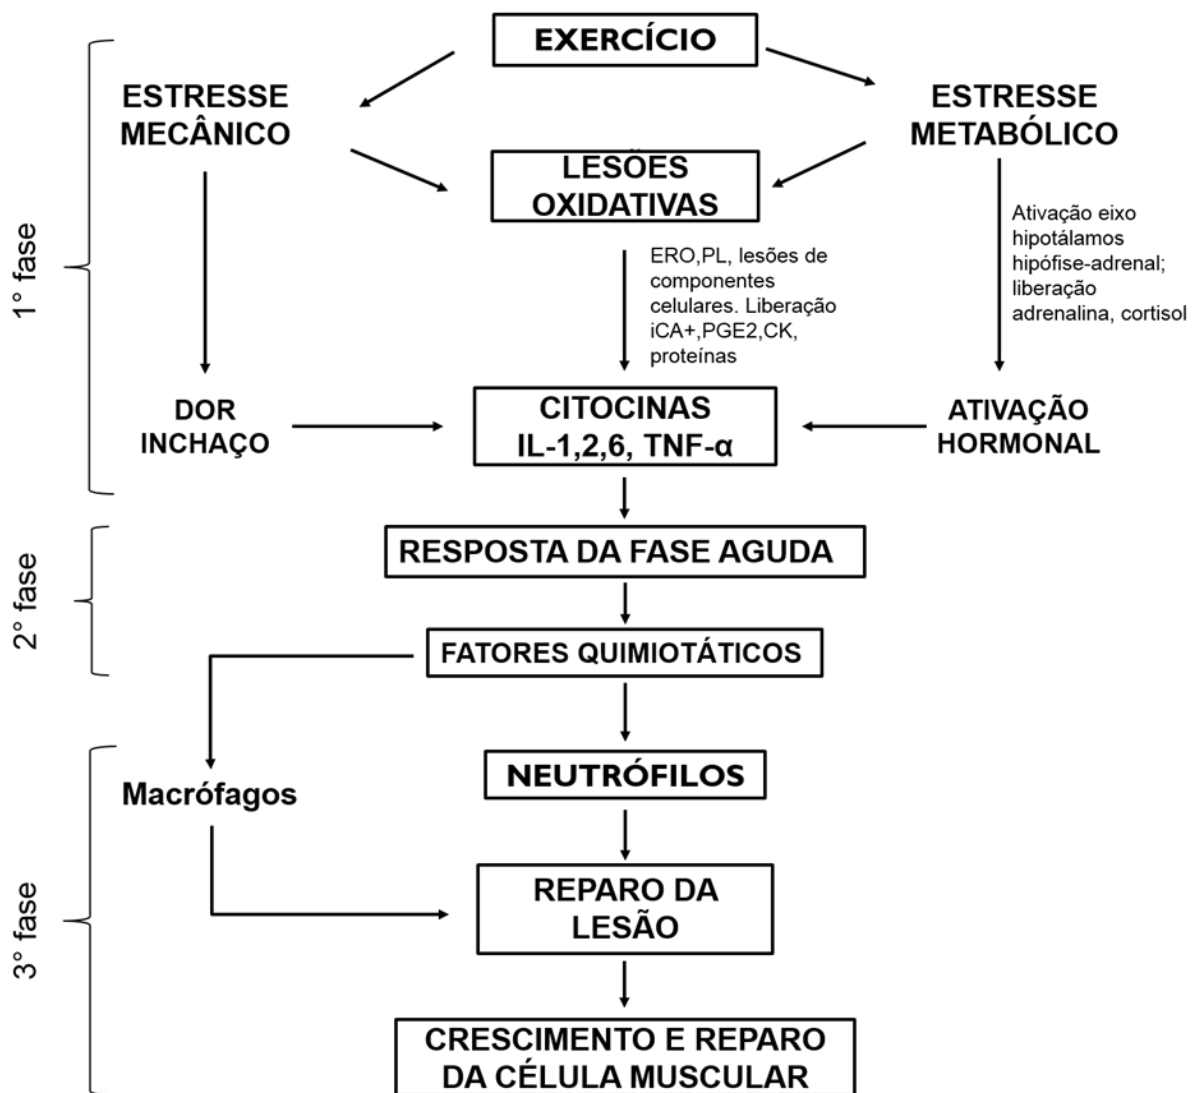 EXERCÍCIO
ESTRESSE
MECÂNICO
ESTRESSE
METABÓLICO
LESÕES
OXIDATIVAS
1° fase
ERO,PL, lesões de
componentes
celulares. Liberação
iCA+,PGE2,CK,
proteínas
Ativação eixo
hipotálamos
hipófise-adrenal;
liberação
adrenalina, cortisol
DOR
INCHAÇO
CITOCINAS
IL-1,2,6, TNF-α
ATIVAÇÃO
HORMONAL
2° fase
RESPOSTA DA FASE AGUDA
FATORES QUIMIOTÁTICOS
3° fase
Macrófagos
NEUTRÓFILOS
REPARO DA
LESÃO
CRESCIMENTO E REPARO
DA CÉLULA MUSCULAR